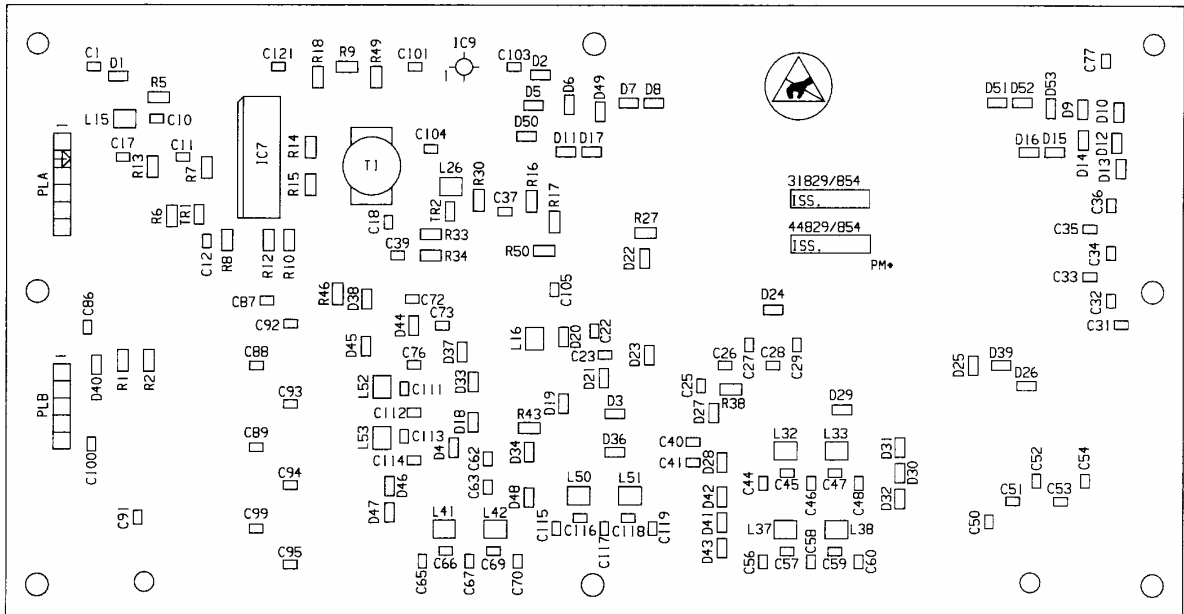 C1
D1
C121
R18
R9
R49
C101
IC9
1
C103
D2
C77
R5
D5
D6
D49
D7
D8
D51
D52
D53
D9
D10
L15
C10
1
D50
C17
C11
R13
R7
IC7
R14
T1
C104
D11
D17
D16
D15
D14
D12
D13
PLA
R15
L26
R30
R16
31829/854
ISS.
R6
TR1
C18
TR2
C37
R17
C36
C12
R8
R12
R10
C39
R33
R34
R50
R27
D22
44829/854
ISS.
PM+
C35
C34
C33
C87
R46
D38
C72
C105
D24
C32
C86
C92
D44
C73
L16
D20
C22
C31
1
D45
D37
C23
D23
C27
C29
PLB
D40
R1
R2
C88
C76
D21
C26
C28
D25
D39
D26
L52
C111
D33
C25
R38
C93
C112
D18
D19
D3
D27
D29
C100
C89
L53
C113
R43
D4
C114
C62
D34
D36
C40
C41
D28
L32
L33
D31
D30
C94
D46
C63
D48
L50
L51
D42
C44
C45
C46
C47
C48
D32
C52
C54
C51
C53
C91
C99
D47
L41
L42
C115
C116
C117
C118
C119
D41
L37
L38
C50
C95
C65
C66
C67
C69
C70
D43
C56
C57
C58
C59
C60